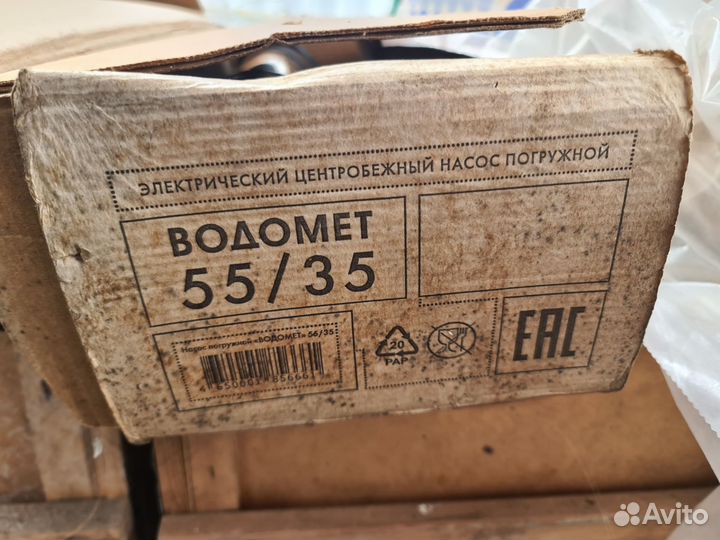 ЭЛЕКТРИЧЕСКИЙ ЦЕНТРОБЕЖНЫЙ НАСОС ПОГРУЖНОЙ
ВОДОМЕТ
55/35
Насос погружной «ВОДОМЕТ» 55/35
20
PAP
EAC
Avito